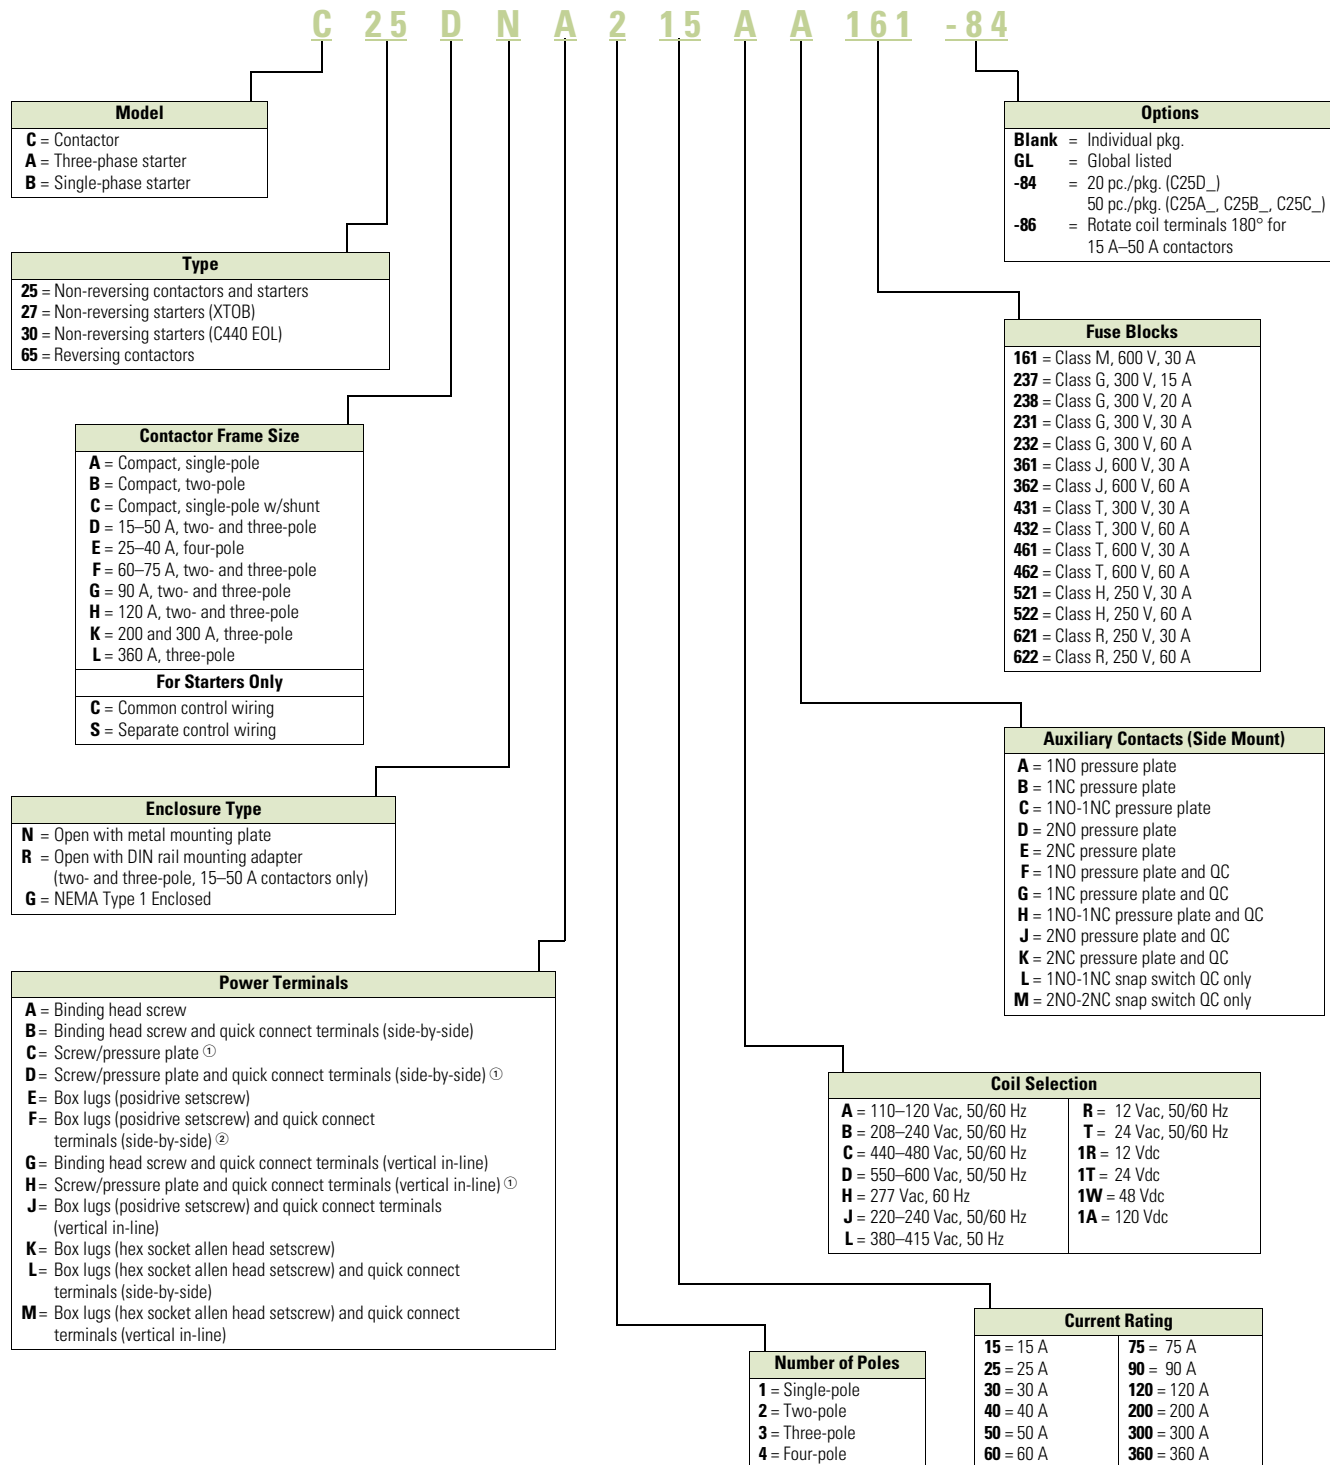 C 25 D N A 2 15 A A 161 -84
Model
C = Contactor
A = Three-phase starter
B = Single-phase starter
Type
25 = Non-reversing contactors and starters
27 = Non-reversing starters (XTOB)
30 = Non-reversing starters (C440 EOL)
65 = Reversing contactors
Contactor Frame Size
A = Compact, single-pole
B = Compact, two-pole
C = Compact, single-pole w/shunt
D = 15–50 A, two- and three-pole
E = 25–40 A, four-pole
F = 60–75 A, two- and three-pole
G = 90 A, two- and three-pole
H = 120 A, two- and three-pole
K = 200 and 300 A, three-pole
L = 360 A, three-pole
For Starters Only
C = Common control wiring
S = Separate control wiring
Enclosure Type
N = Open with metal mounting plate
R = Open with DIN rail mounting adapter
(two- and three-pole, 15–50 A contactors only)
G = NEMA Type 1 Enclosed
Power Terminals
A = Binding head screw
B = Binding head screw and quick connect terminals (side-by-side)
C = Screw/pressure plate ①
D = Screw/pressure plate and quick connect terminals (side-by-side) ①
E = Box lugs (posidrive setscrew)
F = Box lugs (posidrive setscrew) and quick connect
terminals (side-by-side) ②
G = Binding head screw and quick connect terminals (vertical in-line)
H = Screw/pressure plate and quick connect terminals (vertical in-line) ①
J = Box lugs (posidrive setscrew) and quick connect terminals
(vertical in-line)
K = Box lugs (hex socket allen head setscrew)
L = Box lugs (hex socket allen head setscrew) and quick connect
terminals (side-by-side)
M = Box lugs (hex socket allen head setscrew) and quick connect
terminals (vertical in-line)
Options
Blank = Individual pkg.
GL = Global listed
-84 = 20 pc./pkg. (C25D_)
50 pc./pkg. (C25A_, C25B_, C25C_)
-86 = Rotate coil terminals 180° for
15 A–50 A contactors
Fuse Blocks
161 = Class M, 600 V, 30 A
237 = Class G, 300 V, 15 A
238 = Class G, 300 V, 20 A
231 = Class G, 300 V, 30 A
232 = Class G, 300 V, 60 A
361 = Class J, 600 V, 30 A
362 = Class J, 600 V, 60 A
431 = Class T, 300 V, 30 A
432 = Class T, 300 V, 60 A
461 = Class T, 600 V, 30 A
462 = Class T, 600 V, 60 A
521 = Class H, 250 V, 30 A
522 = Class H, 250 V, 60 A
621 = Class R, 250 V, 30 A
622 = Class R, 250 V, 60 A
Auxiliary Contacts (Side Mount)
A = 1NO pressure plate
B = 1NC pressure plate
C = 1NO-1NC pressure plate
D = 2NO pressure plate
E = 2NC pressure plate
F = 1NO pressure plate and QC
G = 1NC pressure plate and QC
H = 1NO-1NC pressure plate and QC
J = 2NO pressure plate and QC
K = 2NC pressure plate and QC
L = 1NO-1NC snap switch QC only
M = 2NO-2NC snap switch QC only
Coil Selection
A = 110–120 Vac, 50/60 Hz
B = 208–240 Vac, 50/60 Hz
C = 440–480 Vac, 50/60 Hz
D = 550–600 Vac, 50/50 Hz
H = 277 Vac, 60 Hz
J = 220–240 Vac, 50/60 Hz
L = 380–415 Vac, 50 Hz
R = 12 Vac, 50/60 Hz
T = 24 Vac, 50/60 Hz
1R = 12 Vdc
1T = 24 Vdc
1W = 48 Vdc
1A = 120 Vdc
Number of Poles
1 = Single-pole
2 = Two-pole
3 = Three-pole
4 = Four-pole
Current Rating
15 = 15 A
25 = 25 A
30 = 30 A
40 = 40 A
50 = 50 A
60 = 60 A
75 = 75 A
90 = 90 A
120 = 120 A
200 = 200 A
300 = 300 A
360 = 360 A